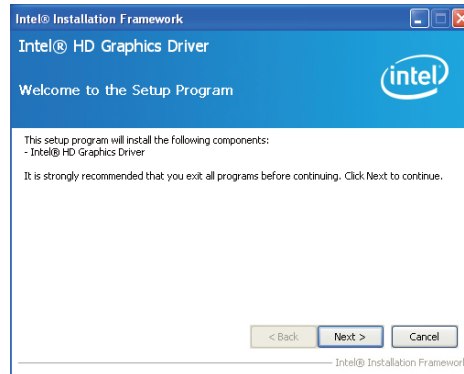 Intel® Installation Framework
Intel® HD Graphics Driver
intel
Welcome to the Setup Program
This setup program will install the following components:
- Intel® HD Graphics Driver
It is strongly recommended that you exit all programs before continuing. Click Next to continue.
< Back Next > Cancel
Intel® Installation Framework